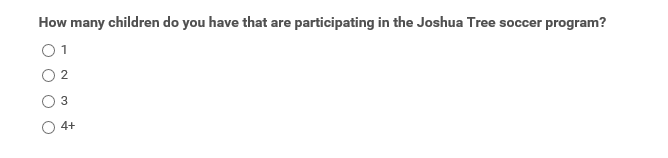 How many children do you have that are participating in the Joshua Tree soccer program?
1
2
3
4+